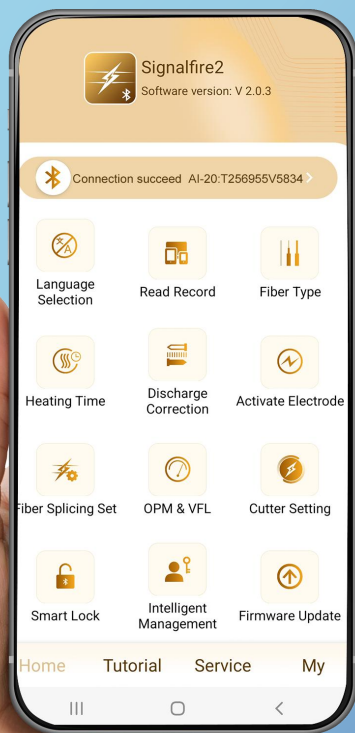 Signalfire2
Software version: V 2.0.3
Connection succeed AI-20:T256955V5834
Language
Selection
Read Record
Fiber Type
Heating Time
Discharge
Correction
Activate Electrode
Fiber Splicing Set
OPM & VFL
Cutter Setting
Smart Lock
Intelligent
Management
Firmware Update
Home Tutorial Service My